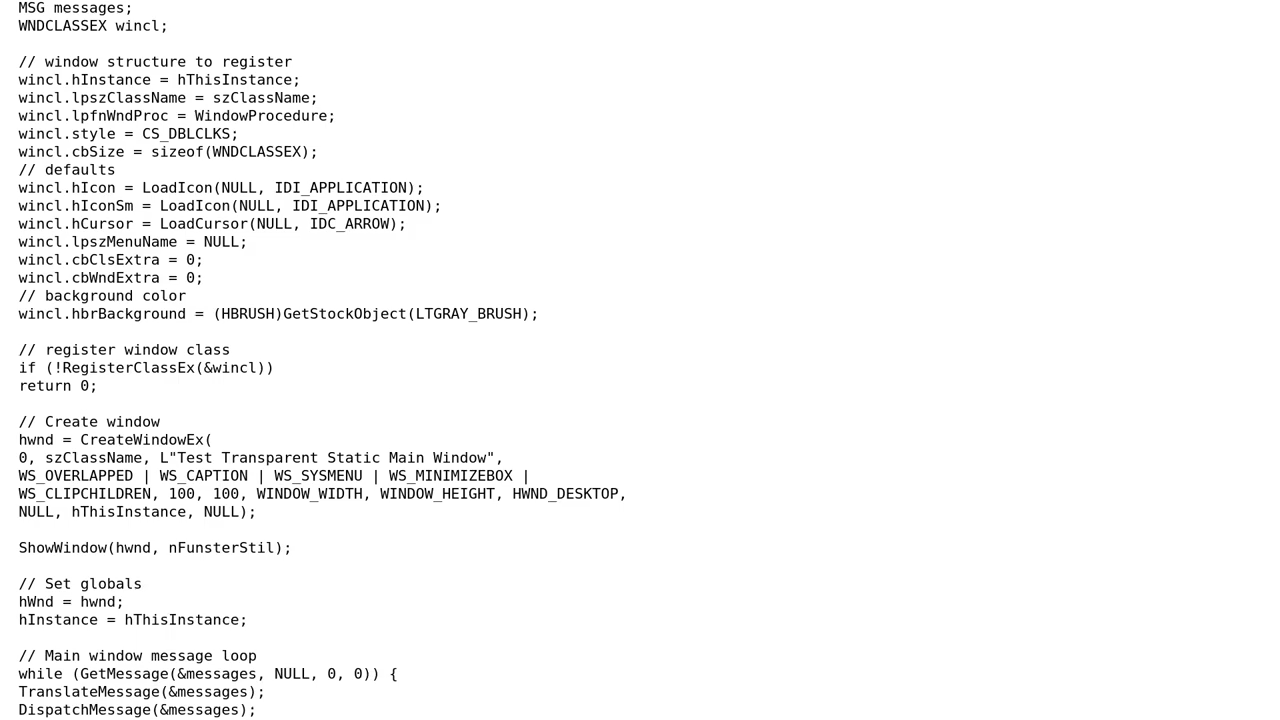 MSG messages;
WNDCLASSEX wincl;

// window structure to register
wincl.hInstance = hThisInstance;
wincl.lpszClassName = szClassName;
wincl.lpfnWndProc = WindowProcedure;
wincl.style = CS_DBLCLKS;
wincl.cbSize = sizeof(WNDCLASSEX);
// defaults
wincl.hIcon = LoadIcon(NULL, IDI_APPLICATION);
wincl.hIconSm = LoadIcon(NULL, IDI_APPLICATION);
wincl.hCursor = LoadCursor(NULL, IDC_ARROW);
wincl.lpszMenuName = NULL;
wincl.cbClsExtra = 0;
wincl.cbWndExtra = 0;
// background color
wincl.hbrBackground = (HBRUSH)GetStockObject(LTGRAY_BRUSH);

// register window class
if (!RegisterClassEx(&wincl))
return 0;

// Create window
hwnd = CreateWindowEx(
0, szClassName, L"Test Transparent Static Main Window",
WS_OVERLAPPED | WS_CAPTION | WS_SYSMENU | WS_MINIMIZEBOX |
WS_CLIPCHILDREN, 100, 100, WINDOW_WIDTH, WINDOW_HEIGHT, HWND_DESKTOP,
NULL, hThisInstance, NULL);

ShowWindow(hwnd, nFunsterStil);

// Set globals
hWnd = hwnd;
hInstance = hThisInstance;

// Main window message loop
while (GetMessage(&messages, NULL, 0, 0)) {
TranslateMessage(&messages);
DispatchMessage(&messages);